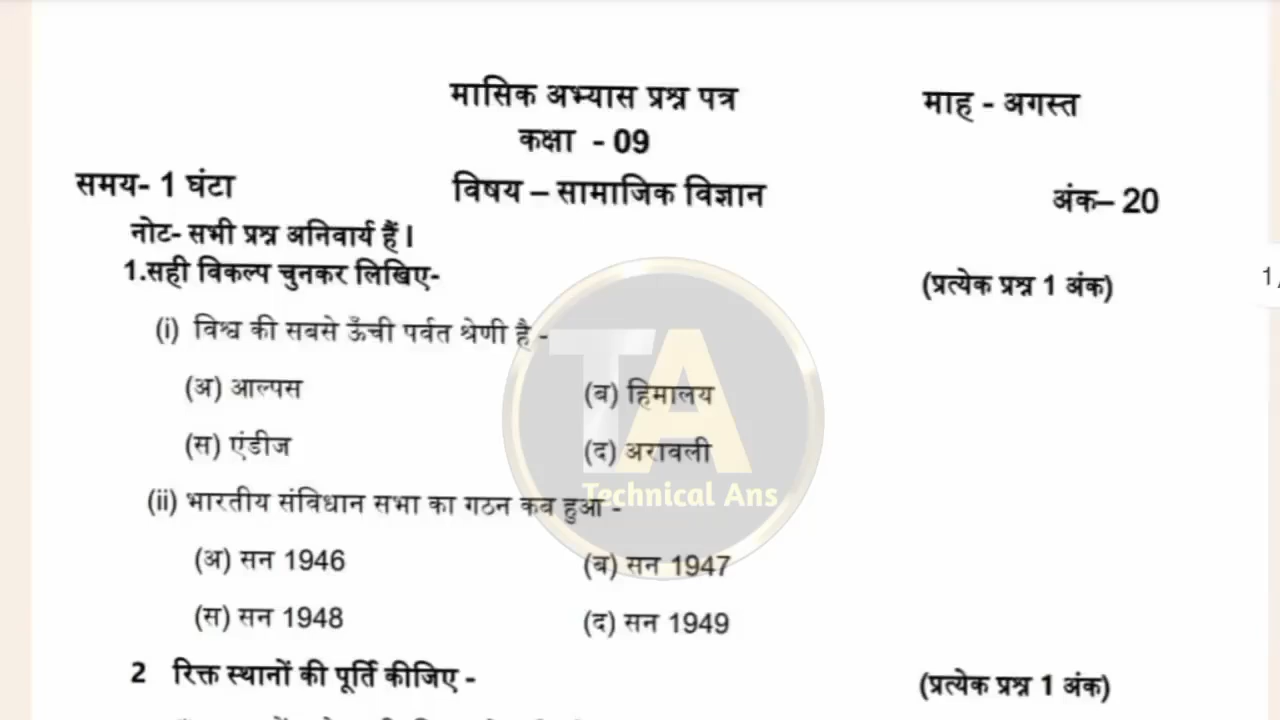 मासिक अभ्यास प्रश्न पत्र माह - अगस्त
कक्षा - 09
समय- 1 घंटा विषय – सामाजिक विज्ञान अंक– 20
नोट- सभी प्रश्न अनिवार्य हैं।
1.सही विकल्प चुनकर लिखिए- (प्रत्येक प्रश्न 1 अंक)
(i) विश्व की सबसे ऊँची पर्वत श्रेणी है -
(अ) आल्पस (ब) हिमालय
(स) एंडीज (द) अरावली
TA
Technical Ans
(ii) भारतीय संविधान सभा का गठन कब हुआ -
(अ) सन 1946 (ब) सन 1947
(स) सन 1948 (द) सन 1949
2 रिक्त स्थानों की पूर्ति कीजिए - (प्रत्येक प्रश्न 1 अंक)